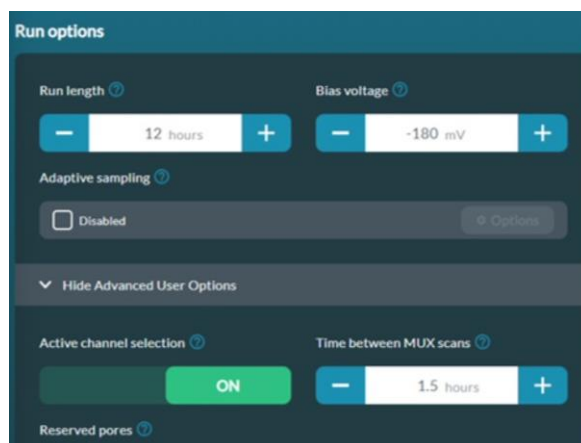 Run options
Run length
Bias voltage
12 hours
-180 mV
Adaptive sampling
Disabled
Options
Hide Advanced User Options
Active channel selection
Time between MUX scans
ON
1.5 hours
Reserved pores